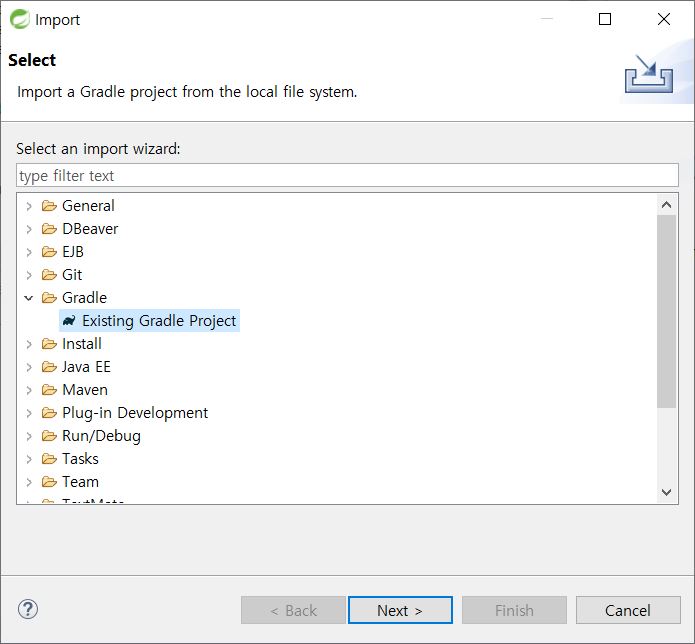 Import
Select
Import a Gradle project from the local file system.
Select an import wizard:
type filter text
General
DBeaver
EJB
Git
Gradle
Existing Gradle Project
Install
Java EE
Maven
Plug-in Development
Run/Debug
Tasks
Team
TextMate
< Back
Next >
Finish
Cancel